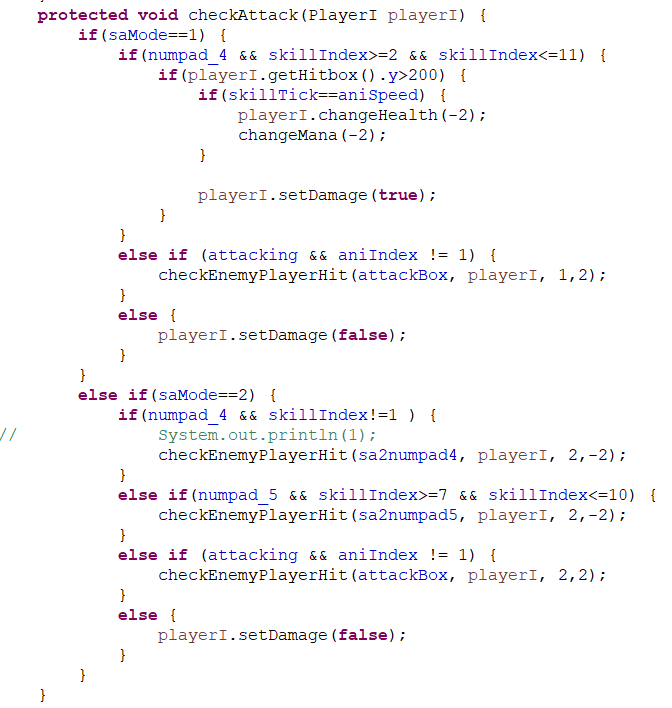 protected void checkAttack(PlayerI playerI) {
    if(saMode==1) {
        if(numpad_4 && skillIndex>=2 && skillIndex<=11) {
            if(playerI.getHitbox().y>200) {
                if(skillTick==aniSpeed) {
                    playerI.changeHealth(-2);
                    changeMana(-2);
                }

                playerI.setDamage(true);
            }
        }
        else if (attacking && aniIndex != 1) {
            checkEnemyPlayerHit(attackBox, playerI, 1,2);
        }
        else {
            playerI.setDamage(false);
        }
    }
    else if(saMode==2) {
        if(numpad_4 && skillIndex!=1 ) {
//              System.out.println(1);
            checkEnemyPlayerHit(sa2numpad4, playerI, 2,-2);
        }
        else if(numpad_5 && skillIndex>=7 && skillIndex<=10) {
            checkEnemyPlayerHit(sa2numpad5, playerI, 2,-2);
        }
        else if (attacking && aniIndex != 1) {
            checkEnemyPlayerHit(attackBox, playerI, 2,2);
        }
        else {
            playerI.setDamage(false);
        }
    }
}